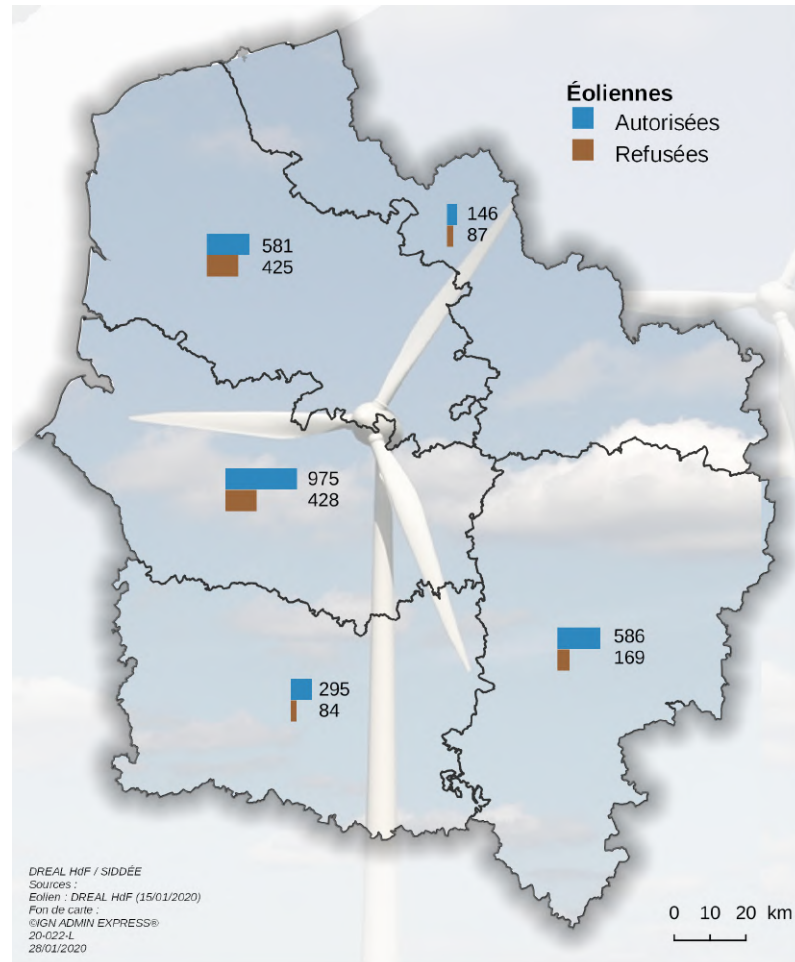 Éoliennes
Autorisées
Refusées
146
87
581
425
975
428
586
169
295
84
DREAL HdF / SIDDÉE
Sources :
Eolien : DREAL HdF (15/01/2020)
Fon de carte :
©IGN ADMIN EXPRESS®
20-022-L
28/01/2020
0 10 20 km